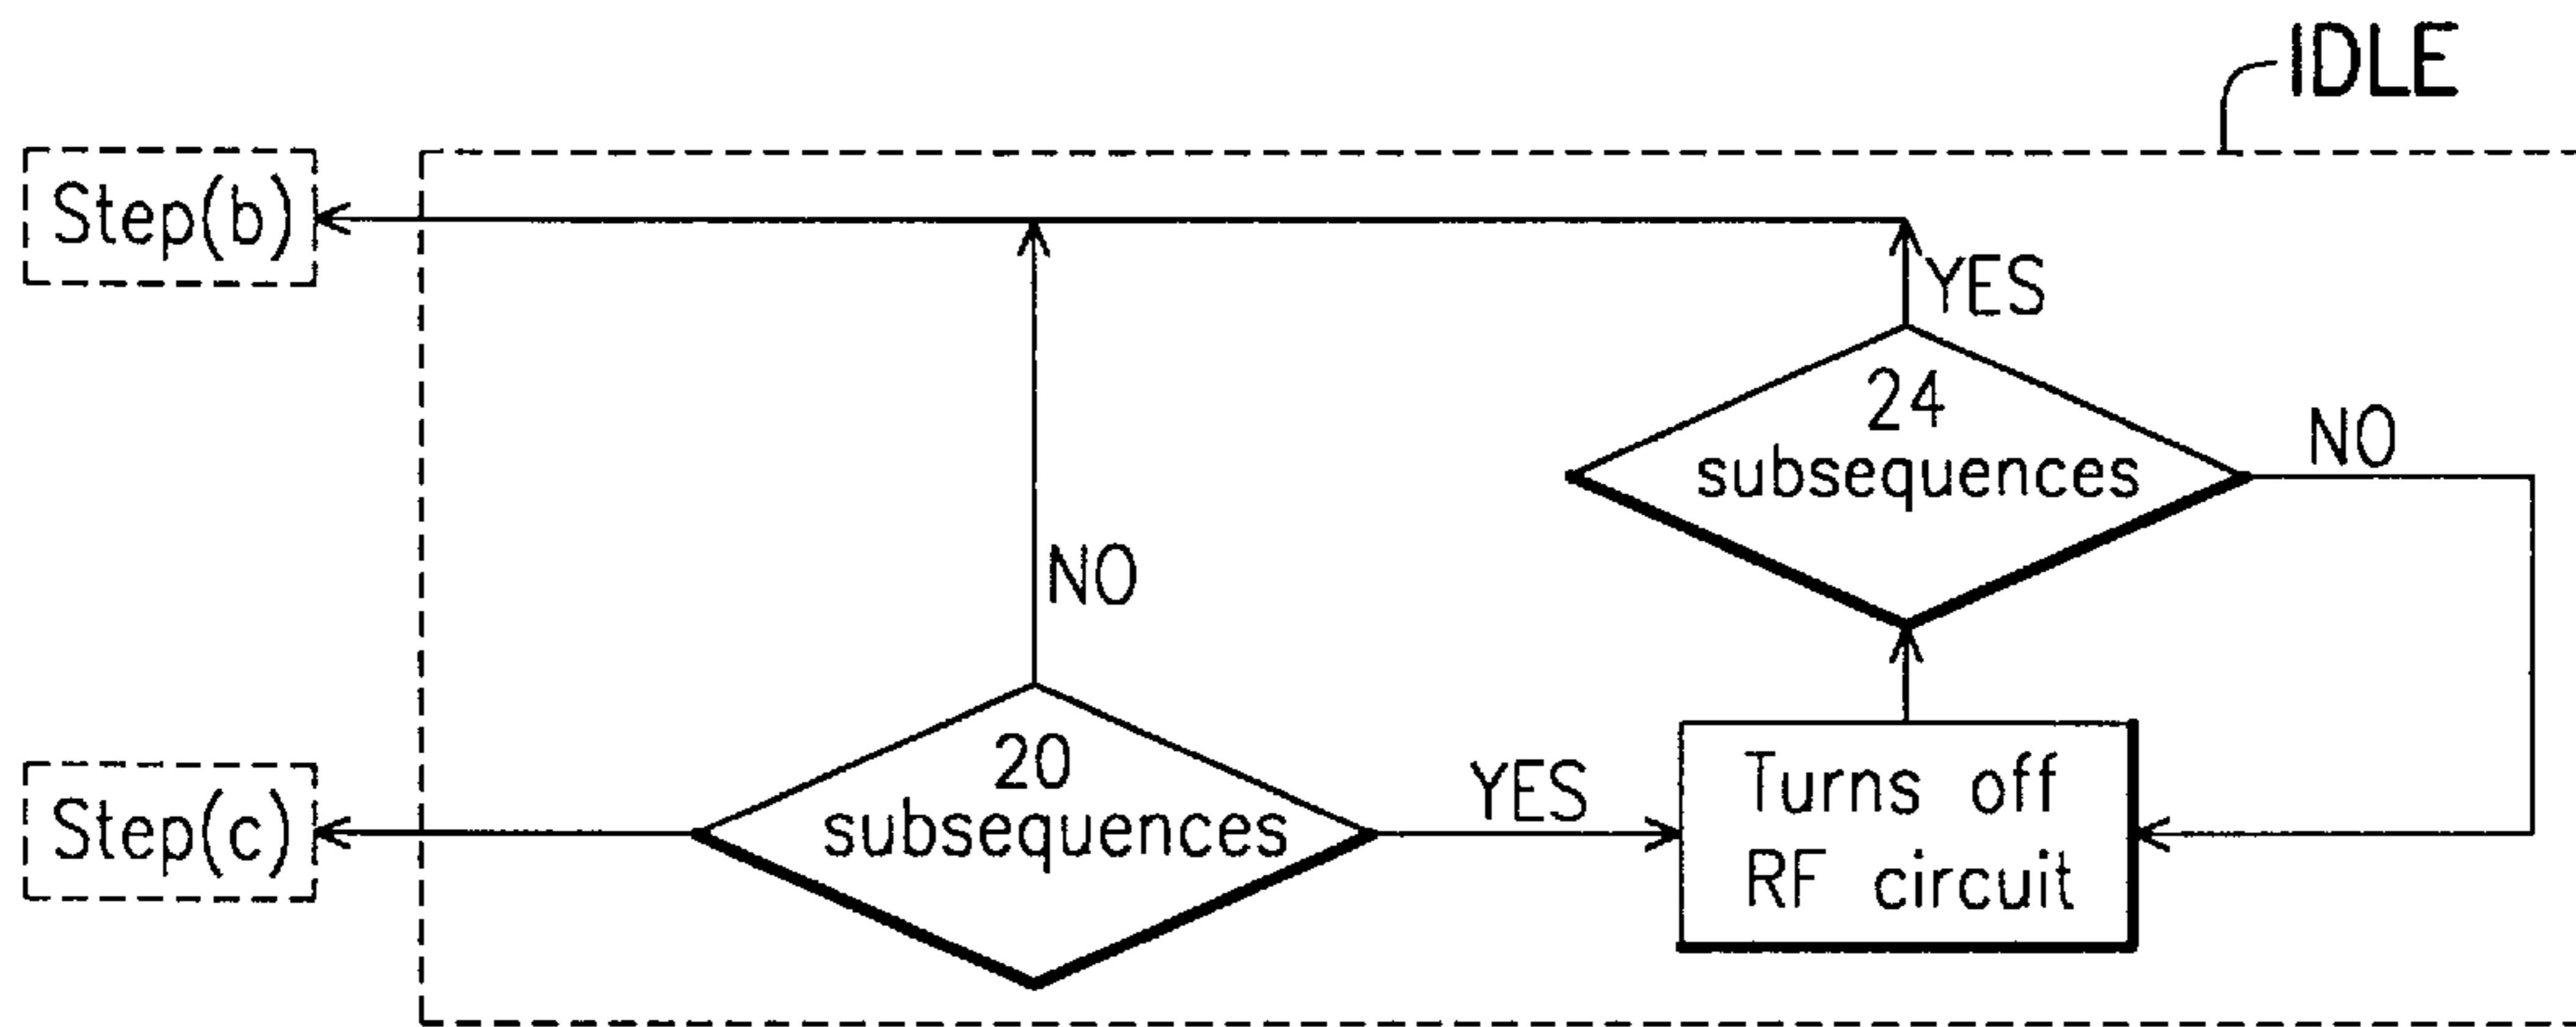 IDLE
Step(b)
YES
24
subsequences
NO
NO
20
subsequences
YES
Turns off
RF circuit
Step(c)